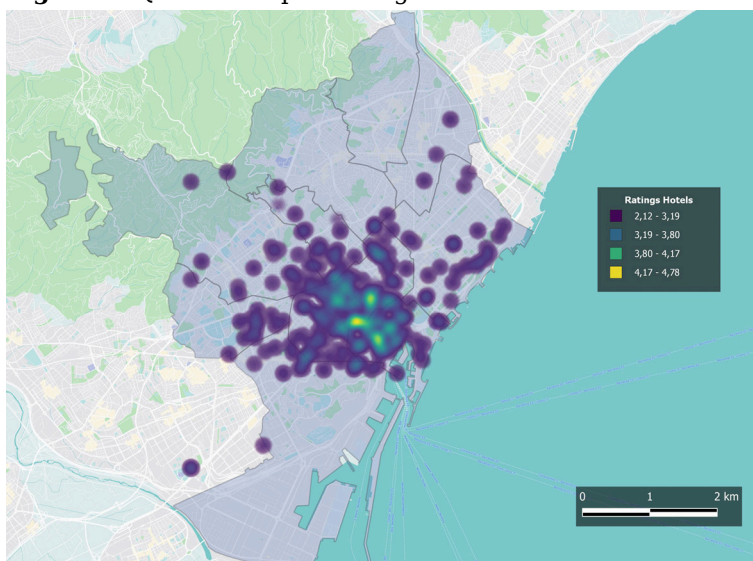 Ratings Hotels
2,12 - 3,19
3,19 - 3,80
3,80 - 4,17
4,17 - 4,78
0 1 2 km